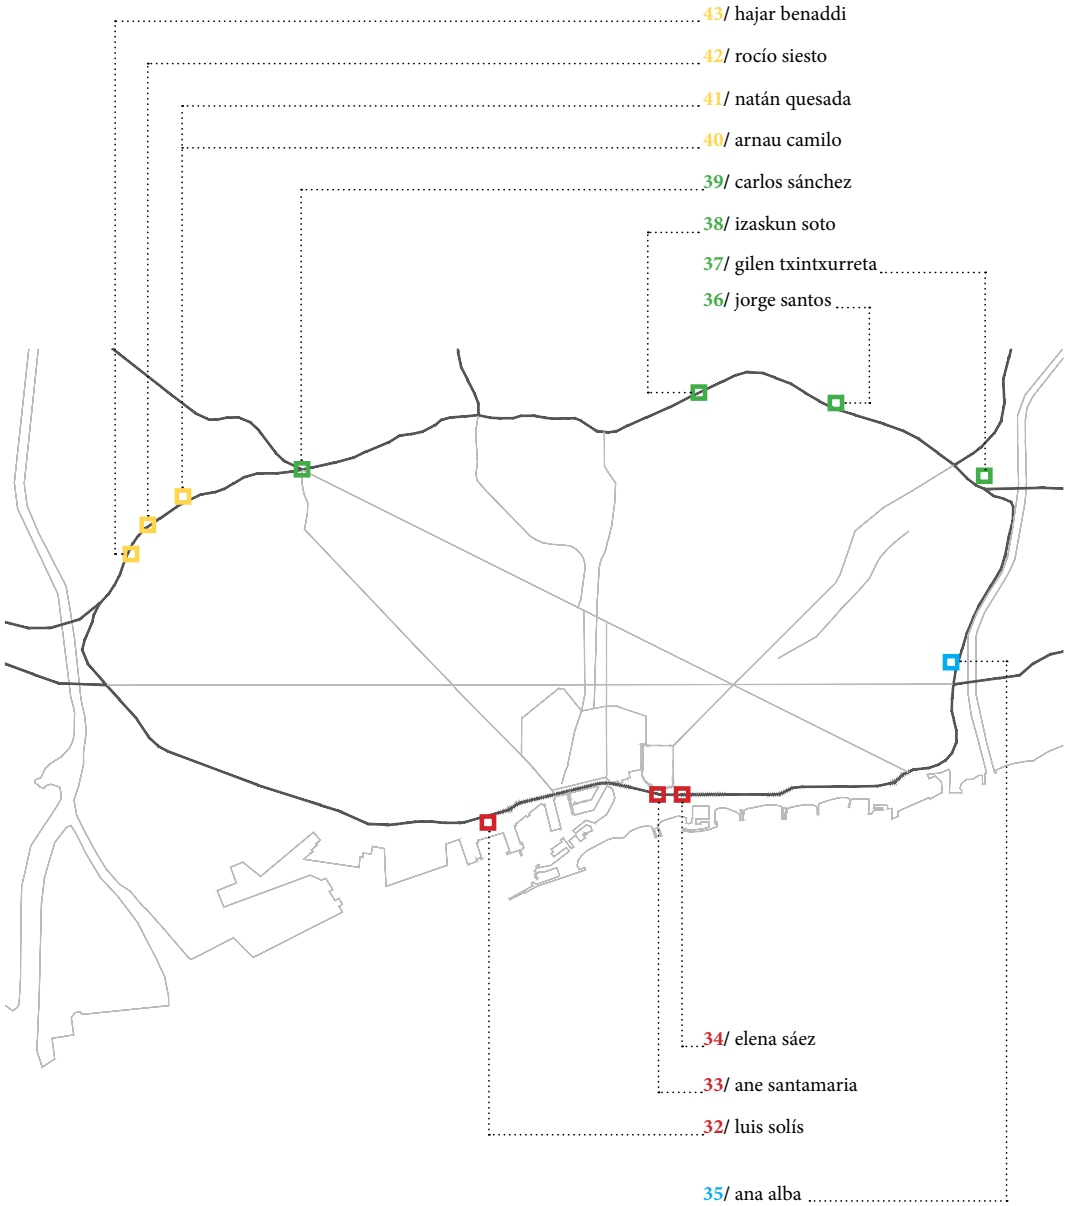 43/ hajar benaddi
42/ rocío siesto
41/ natán quesada
40/ arnau camilo
39/ carlos sánchez
38/ izaskun soto
37/ gilen txintxurreta
36/ jorge santos
34/ elena sáez
33/ ane santamaria
32/ luis solís
35/ ana alba